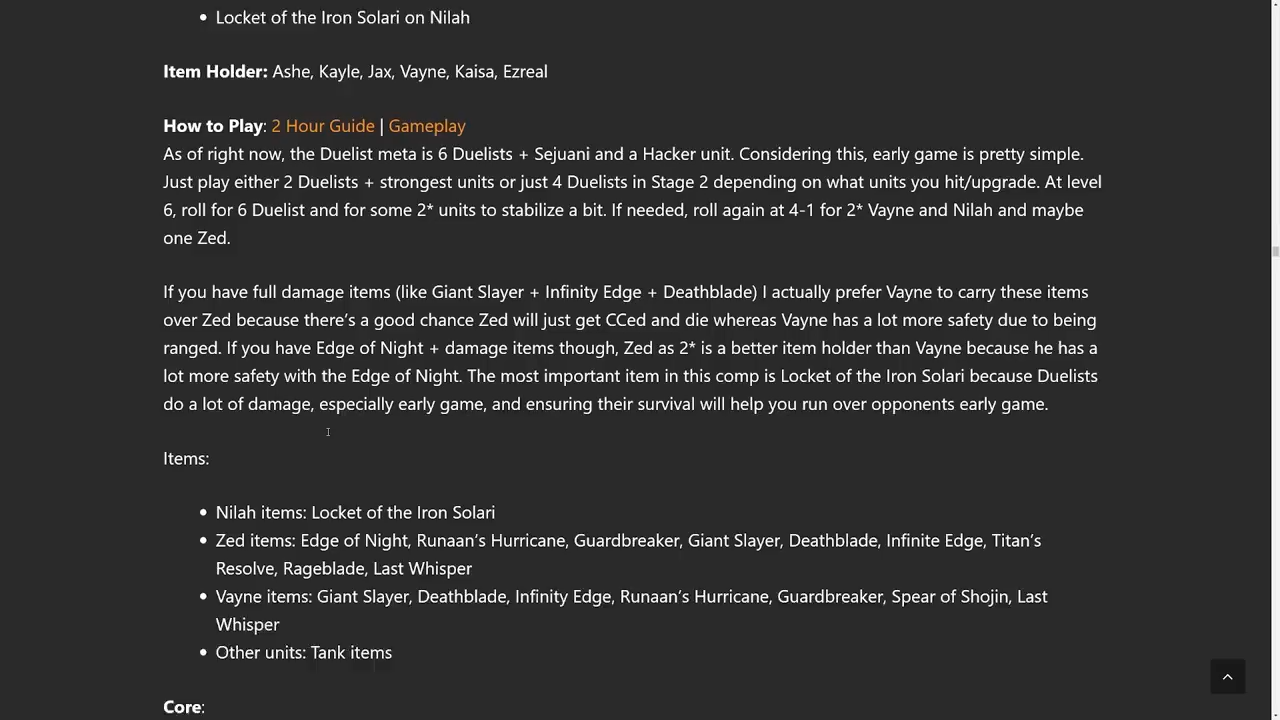 • Locket of the Iron Solari on Nilah
Item Holder: Ashe, Kayle, Jax, Vayne, Kaisa, Ezreal
How to Play: 2 Hour Guide | Gameplay
As of right now, the Duelist meta is 6 Duelists + Sejuani and a Hacker unit. Considering this, early game is pretty simple.
Just play either 2 Duelists + strongest units or just 4 Duelists in Stage 2 depending on what units you hit/upgrade. At level
6, roll for 6 Duelist and for some 2* units to stabilize a bit. If needed, roll again at 4-1 for 2* Vayne and Nilah and maybe
one Zed.
If you have full damage items (like Giant Slayer + Infinity Edge + Deathblade) I actually prefer Vayne to carry these items
over Zed because there’s a good chance Zed will just get CCed and die whereas Vayne has a lot more safety due to being
ranged. If you have Edge of Night + damage items though, Zed as 2* is a better item holder than Vayne because he has a
lot more safety with the Edge of Night. The most important item in this comp is Locket of the Iron Solari because Duelists
do a lot of damage, especially early game, and ensuring their survival will help you run over opponents early game.
Items:
• Nilah items: Locket of the Iron Solari
• Zed items: Edge of Night, Runaan’s Hurricane, Guardbreaker, Giant Slayer, Deathblade, Infinite Edge, Titan’s
Resolve, Rageblade, Last Whisper
• Vayne items: Giant Slayer, Deathblade, Infinity Edge, Runaan’s Hurricane, Guardbreaker, Spear of Shojin, Last
Whisper
• Other units: Tank items
Core: